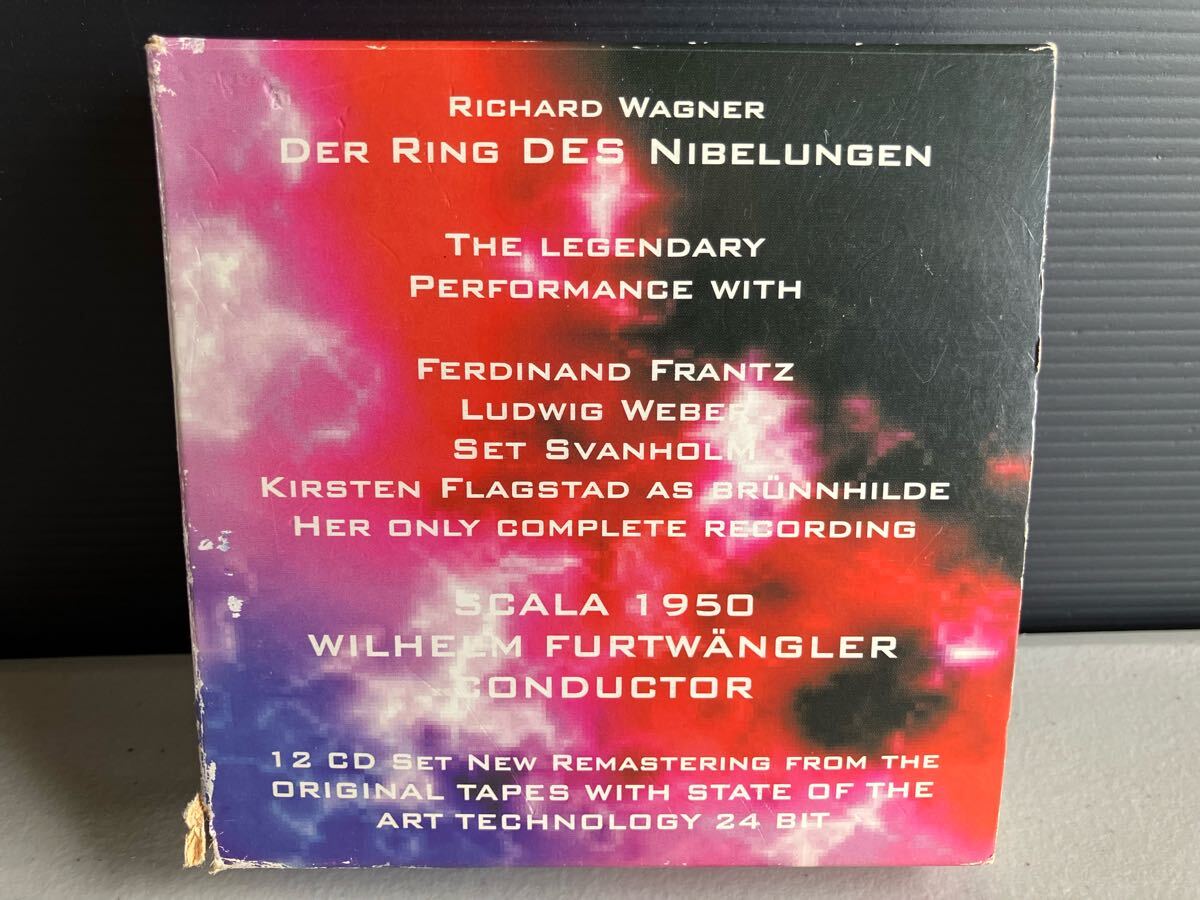 RICHARD WAGNER
DER RING DES NIBELUNGEN
THE LEGENDARY
PERFORMANCE WITH
FERDINAND FRANTZ
LUDWIG WEBER
SET SVANHOLM
KIRSTEN FLAGSTAD AS BRÜNNHILDE
HER ONLY COMPLETE RECORDING
SCALA 1950
WILHELM FURTWÄNGLER
CONDUCTOR
12 CD SET NEW REMASTERING FROM THE
ORIGINAL TAPES WITH STATE OF THE
ART TECHNOLOGY 24 BIT